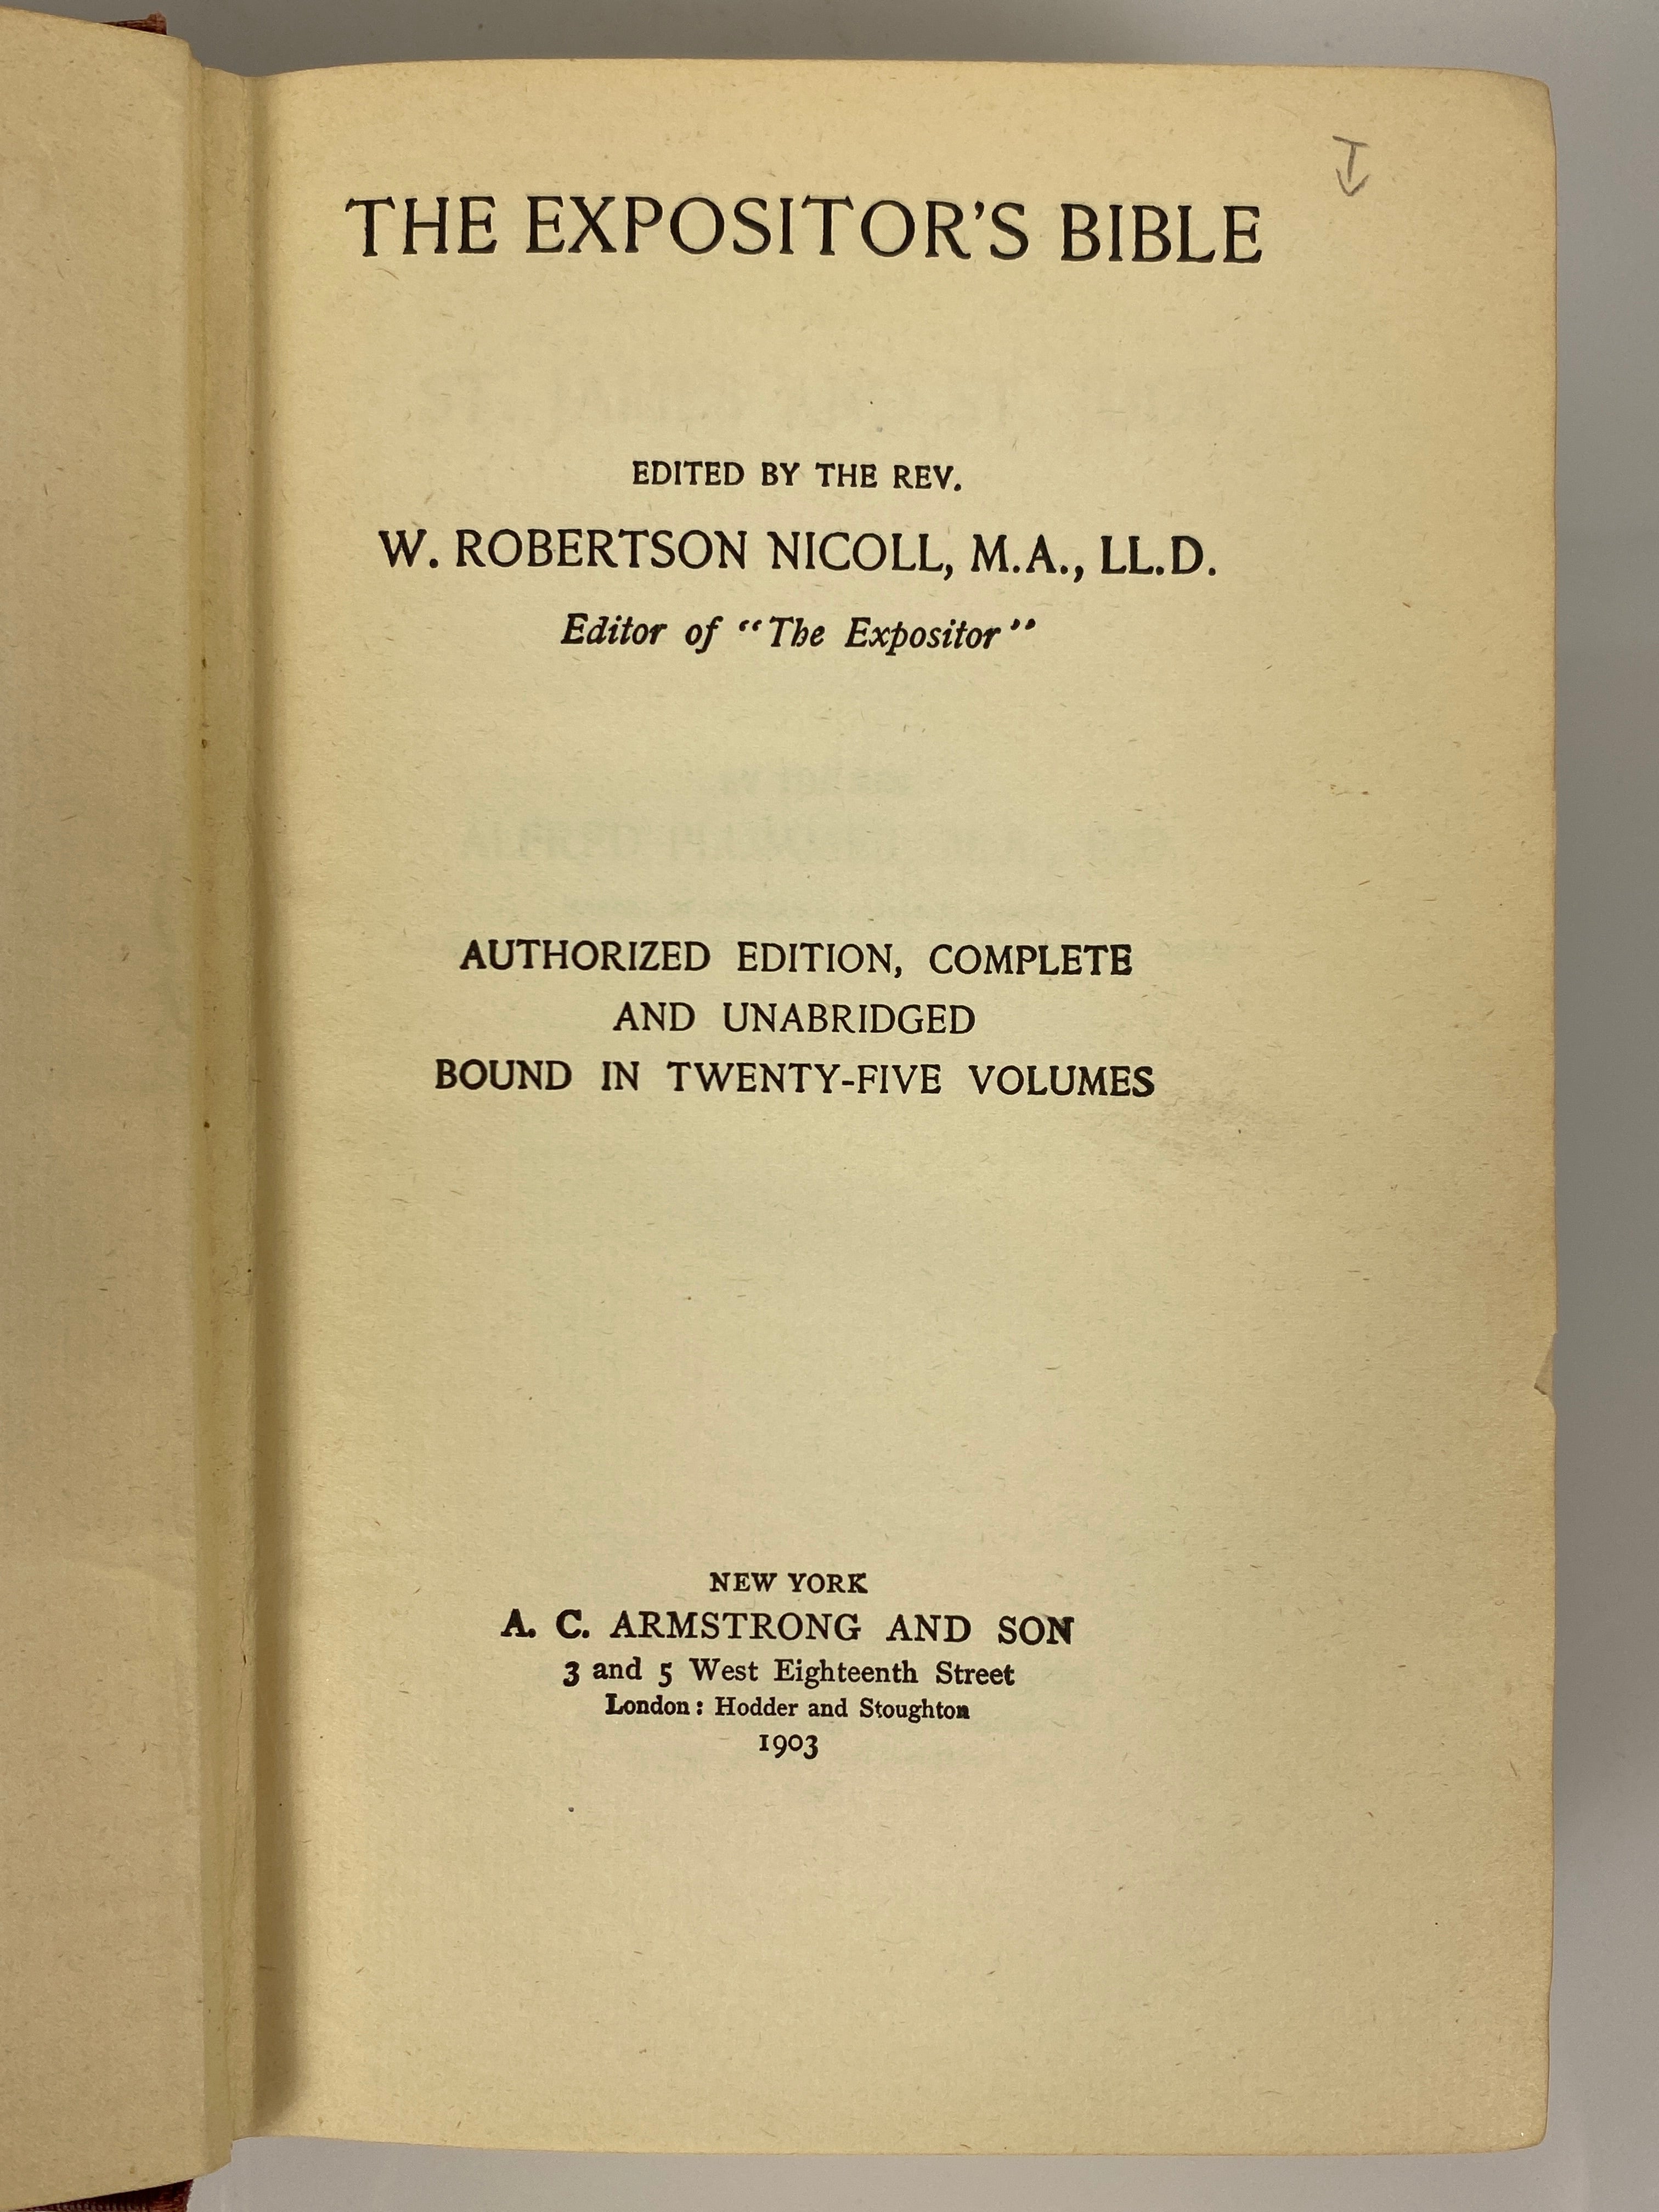 THE EXPOSITOR'S BIBLE
EDITED BY THE REV.
W. ROBERTSON NICOLL, M.A., LL.D.
Editor of “The Expositor”
AUTHORIZED EDITION, COMPLETE
AND UNABRIDGED
BOUND IN TWENTY-FIVE VOLUMES
NEW YORK
A. C. ARMSTRONG AND SON
3 and 5 West Eighteenth Street
London: Hodder and Stoughton
1903